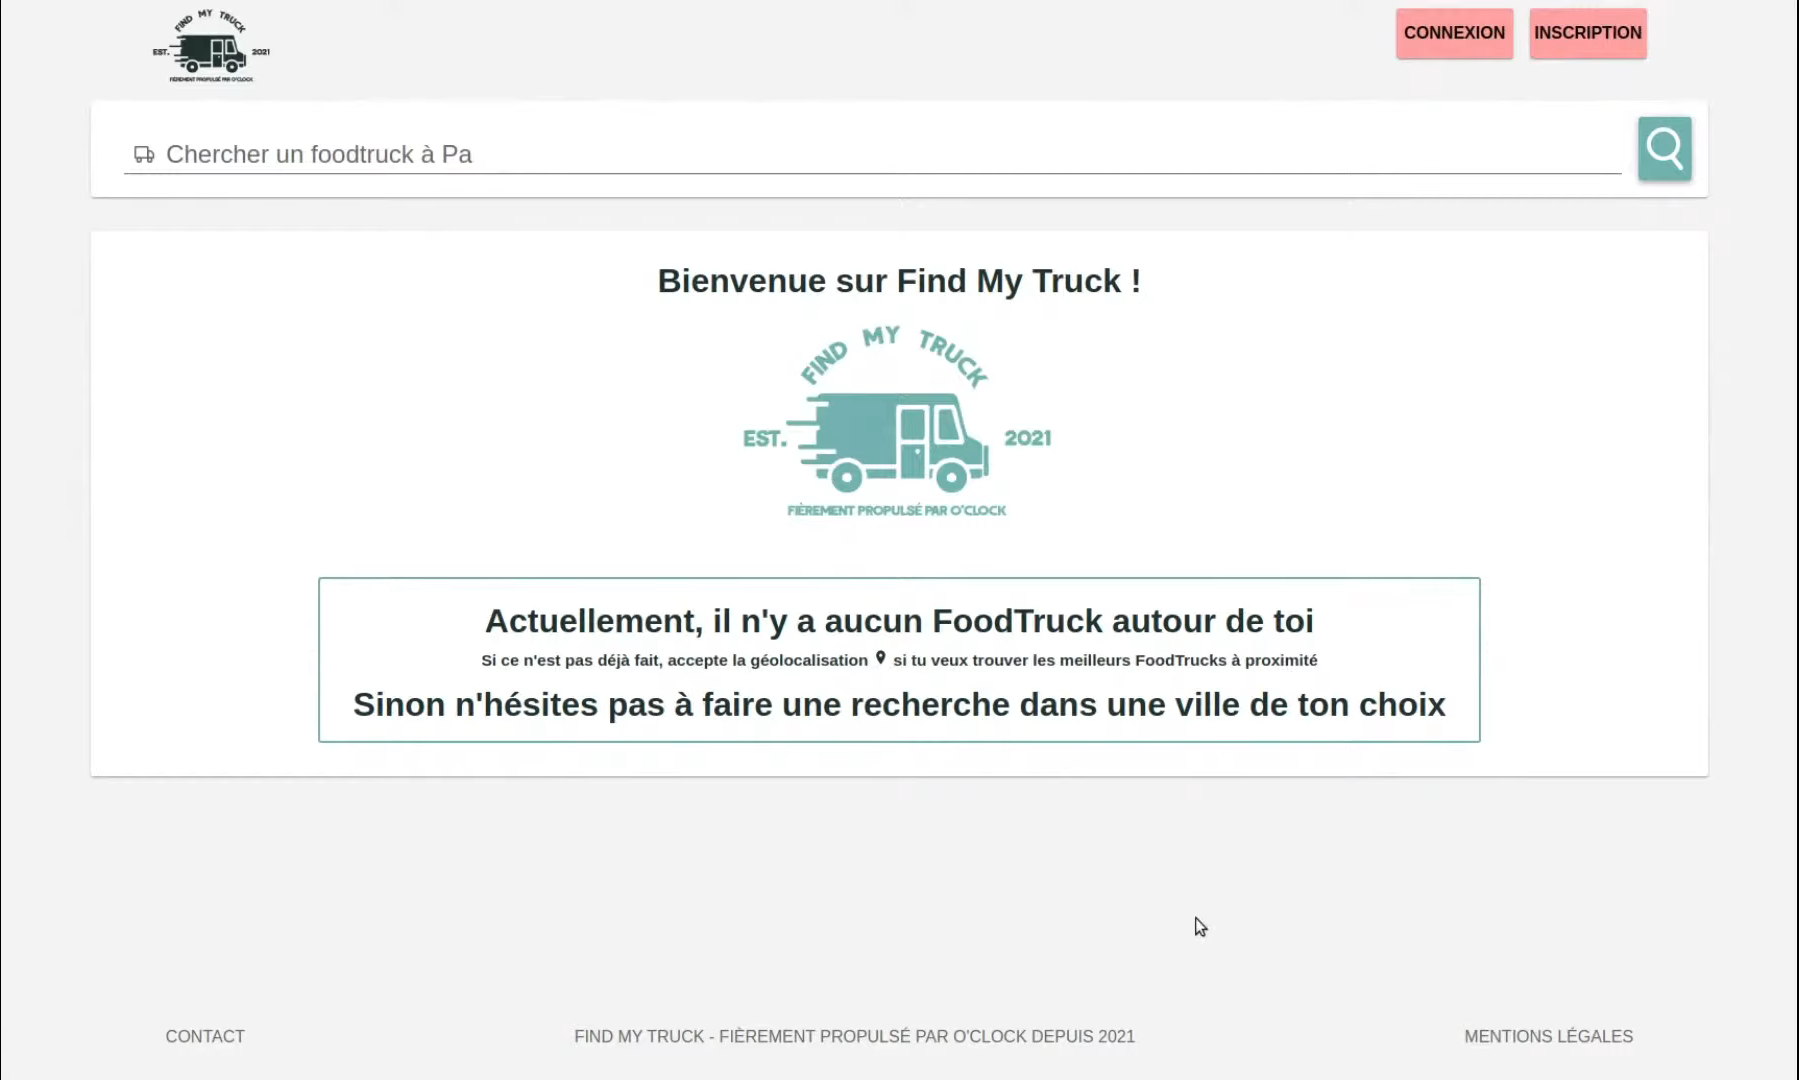 FIND MY TRUCK
EST. 2021
FIÈREMENT PROPULSÉ PAR O'CLOCK
CONNEXION INSCRIPTION
Chercher un foodtruck à Pa
Bienvenue sur Find My Truck !
FIND MY TRUCK
EST. 2021
FIÈREMENT PROPULSÉ PAR O'CLOCK
Actuellement, il n'y a aucun FoodTruck autour de toi
Si ce n'est pas déjà fait, accepte la géolocalisation si tu veux trouver les meilleurs FoodTrucks à proximité
Sinon n'hésites pas à faire une recherche dans une ville de ton choix
CONTACT FIND MY TRUCK - FIÈREMENT PROPULSÉ PAR O'CLOCK DEPUIS 2021 MENTIONS LÉGALES